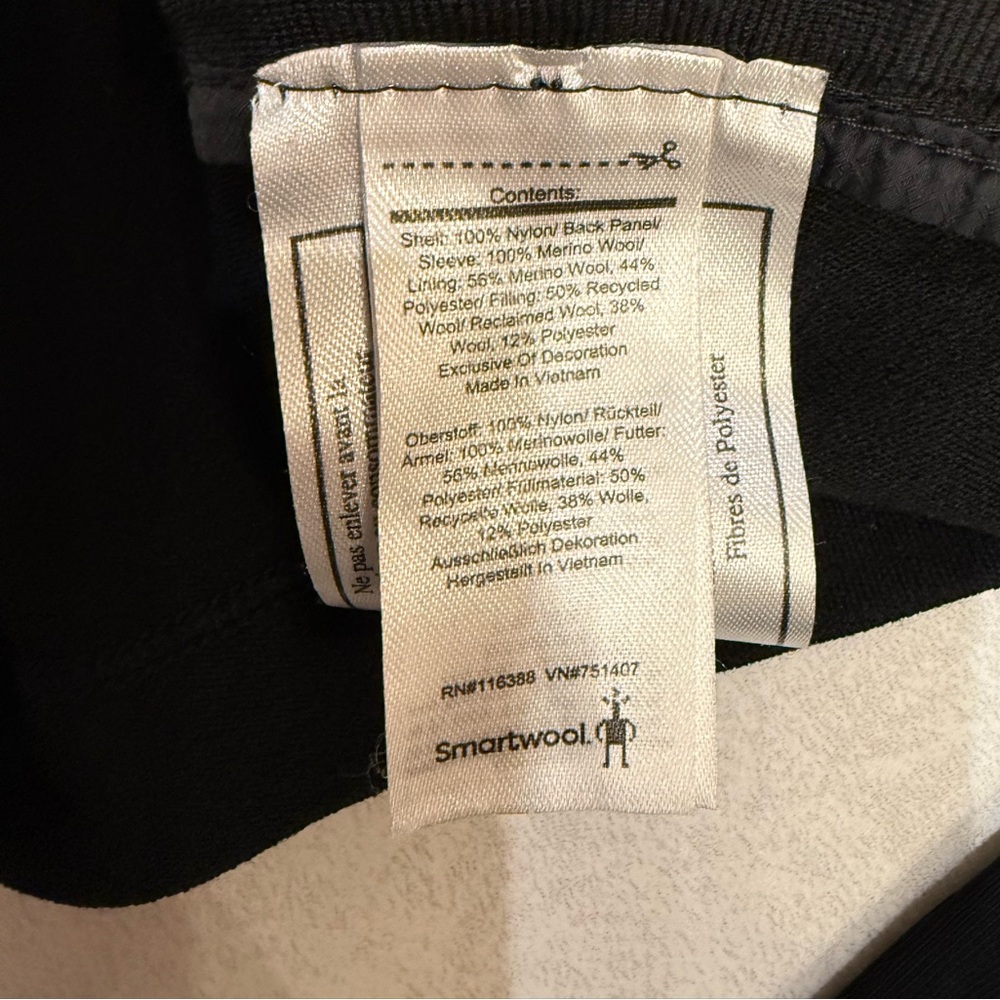 Contents:
Shell: 100% Nylon/ Back Panel/
Sleeve: 100% Merino Wool/
Lining: 56% Merino Wool, 44%
Polyester/ Filling: 50% Recycled
Wool/ Reclaimed Wool, 38%
Wool, 12% Polyester
Exclusive Of Decoration
Made In Vietnam
Oberstoff: 100% Nylon/ Rückteil/
Ärmel: 100% Merinowolle/ Futter:
56% Merinowolle, 44%
Polyester/ Füllmaterial: 50%
Recycelte Wolle, 38% Wolle,
12% Polyester
Ausschließlich Dekoration
Hergestellt In Vietnam
RN#116388 VN#751407
Smartwool.
Ne pas enlever avant la
Fibres de Polyester